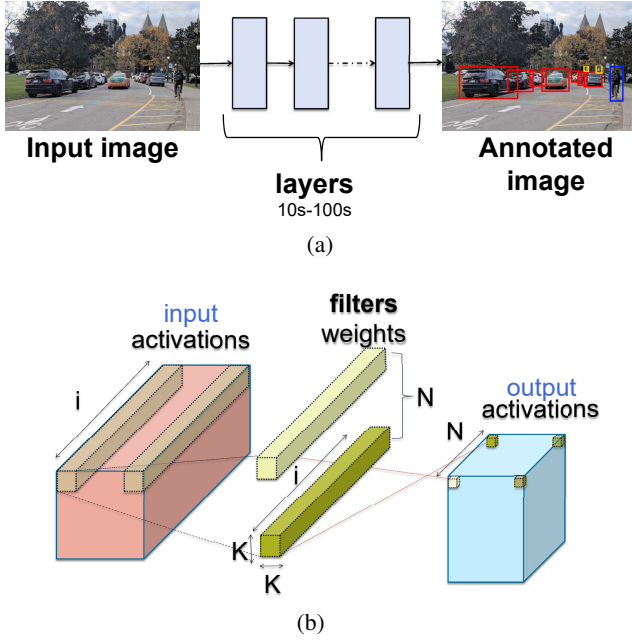 Input image
layers
10s-100s
Annotated
image
(a)
input
activations
filters
weights
i
N
output
activations
N
i
K
K
(b)